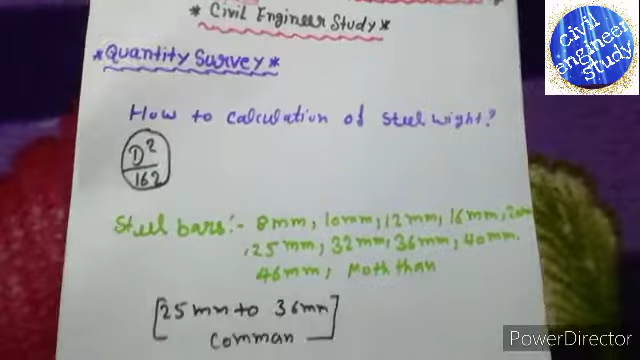 * Civil Engineer Study *
* Quantity Survey *
How to calculation of steel wight?
D²
162
Steel bars:- 8mm, 10mm, 12mm, 16mm, 20mm
, 25mm, 32mm, 36mm, 40mm.
46mm, moth than
[25mm to 36mm]
comman
civil
engineer
study
PowerDirector